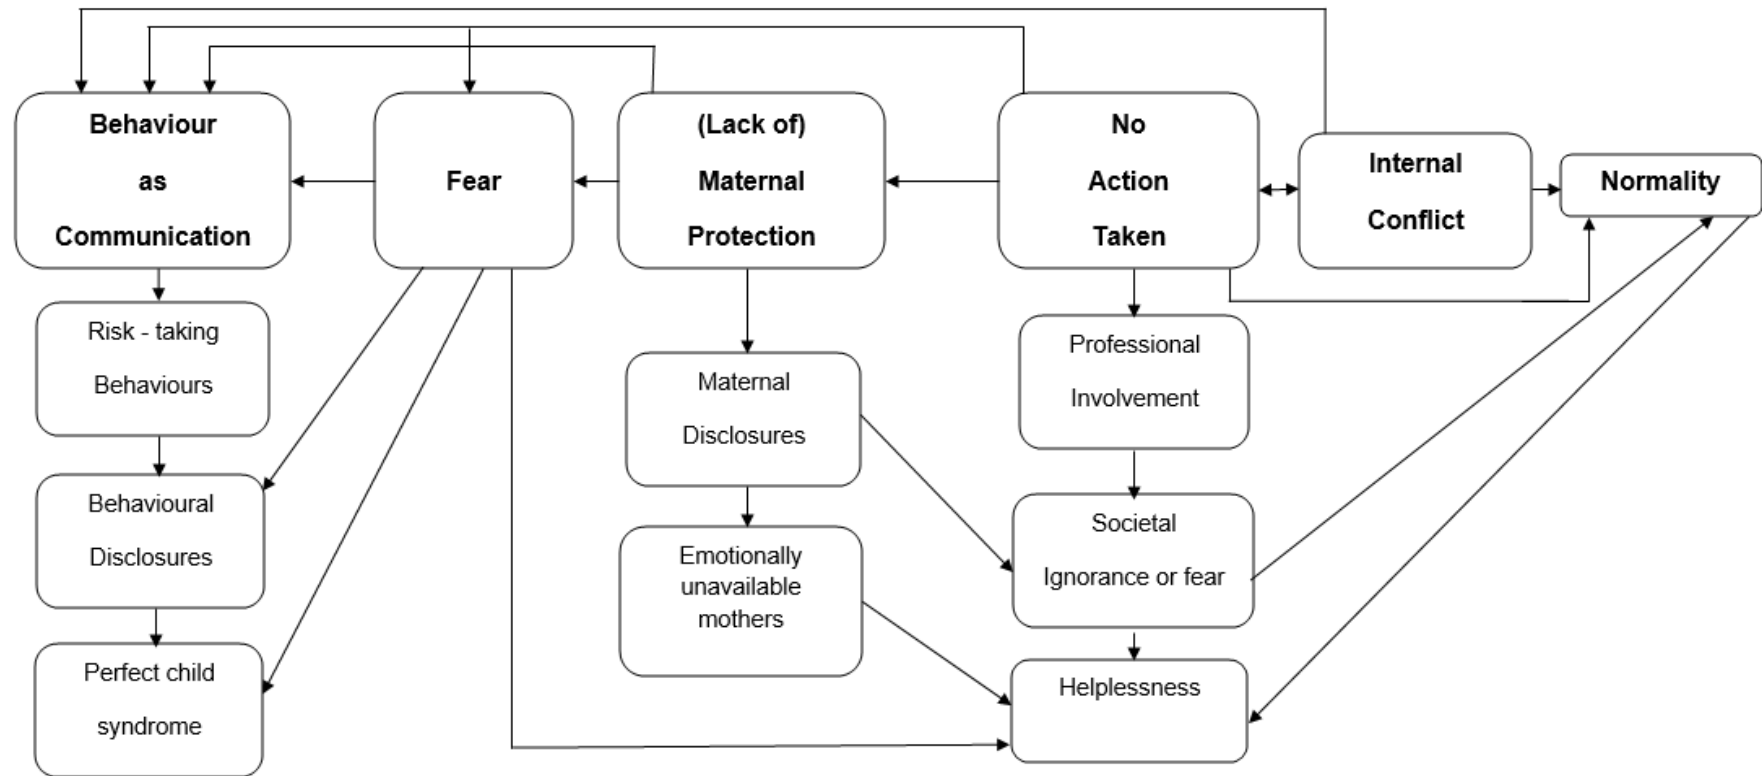 Behaviour
as
Communication
Fear
(Lack of)
Maternal
Protection
No
Action
Taken
Internal
Conflict
Normality
Risk - taking
Behaviours
Behavioural
Disclosures
Perfect child
syndrome
Maternal
Disclosures
Emotionally
unavailable
mothers
Professional
Involvement
Societal
Ignorance or fear
Helplessness